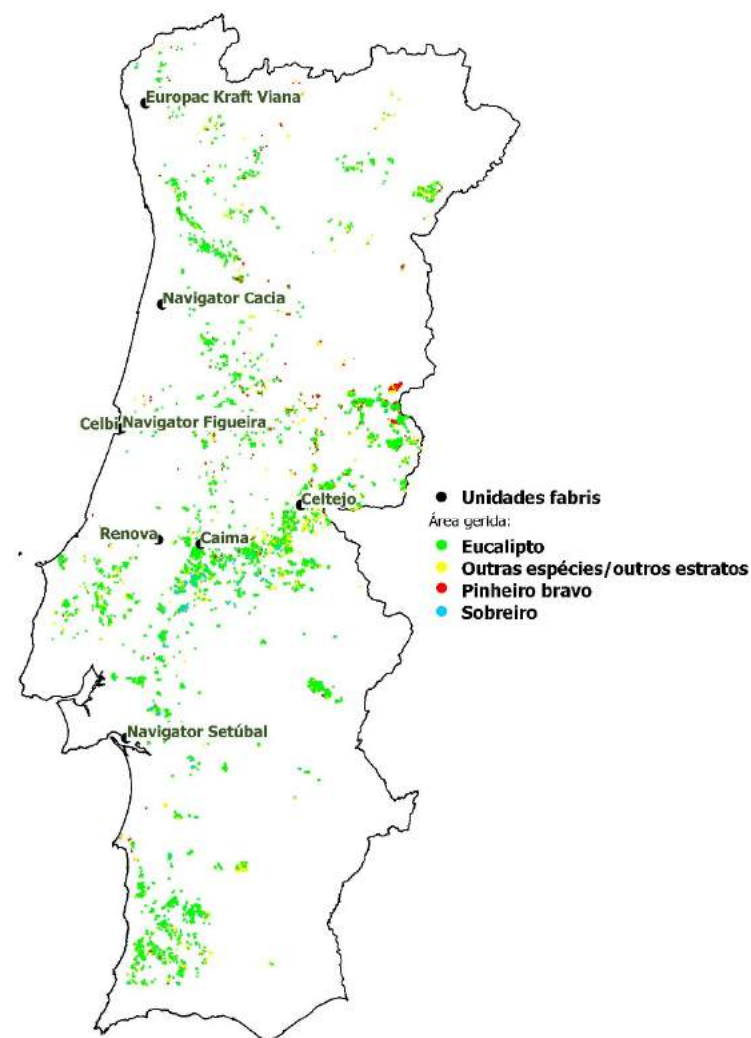 Europac Kraft Viana
Navigator Cacia
Celbi Navigator Figueira
Celtejo
Unidades fabris
Área gerida:
Renova
Caima
Eucalipto
Outras espécies/outros estratos
Pinheiro bravo
Sobreiro
Navigator Setúbal